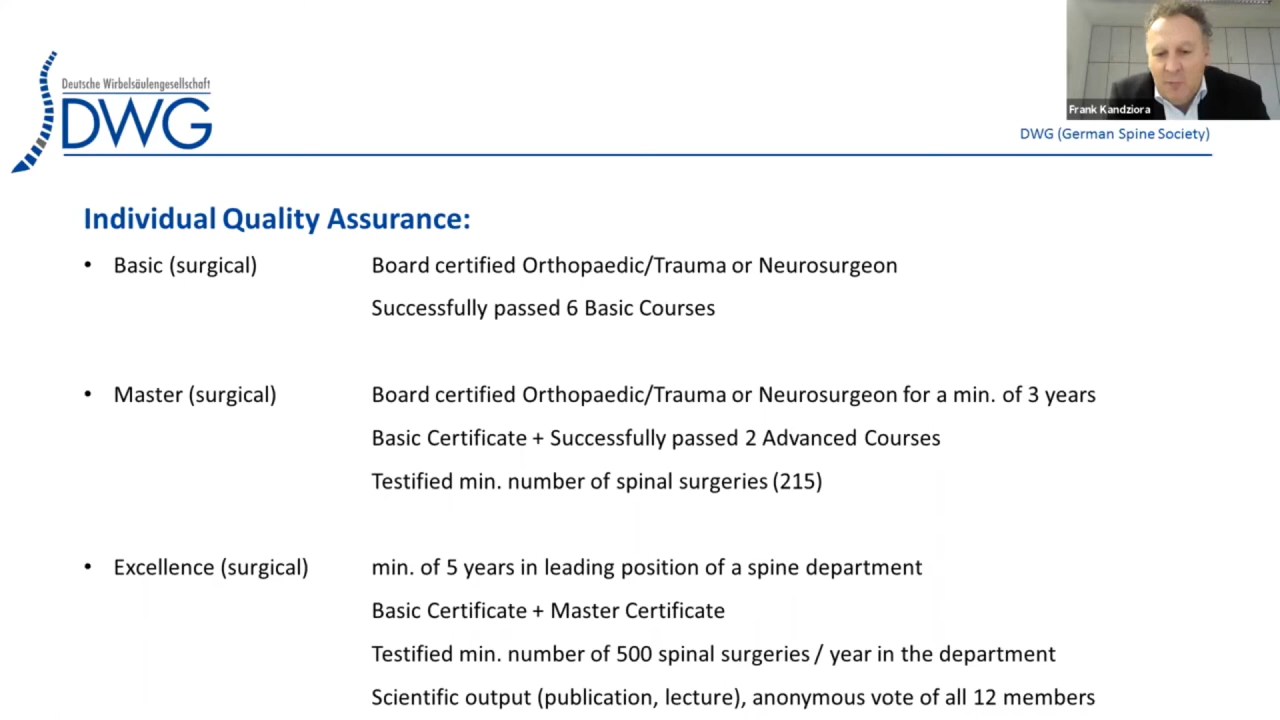 Deutsche Wirbelsäulengesellschaft
DWG
Frank Kandziora
DWG (German Spine Society)
Individual Quality Assurance:
• Basic (surgical) Board certified Orthopaedic/Trauma or Neurosurgeon
Successfully passed 6 Basic Courses
• Master (surgical) Board certified Orthopaedic/Trauma or Neurosurgeon for a min. of 3 years
Basic Certificate + Successfully passed 2 Advanced Courses
Testified min. number of spinal surgeries (215)
• Excellence (surgical) min. of 5 years in leading position of a spine department
Basic Certificate + Master Certificate
Testified min. number of 500 spinal surgeries / year in the department
Scientific output (publication, lecture), anonymous vote of all 12 members